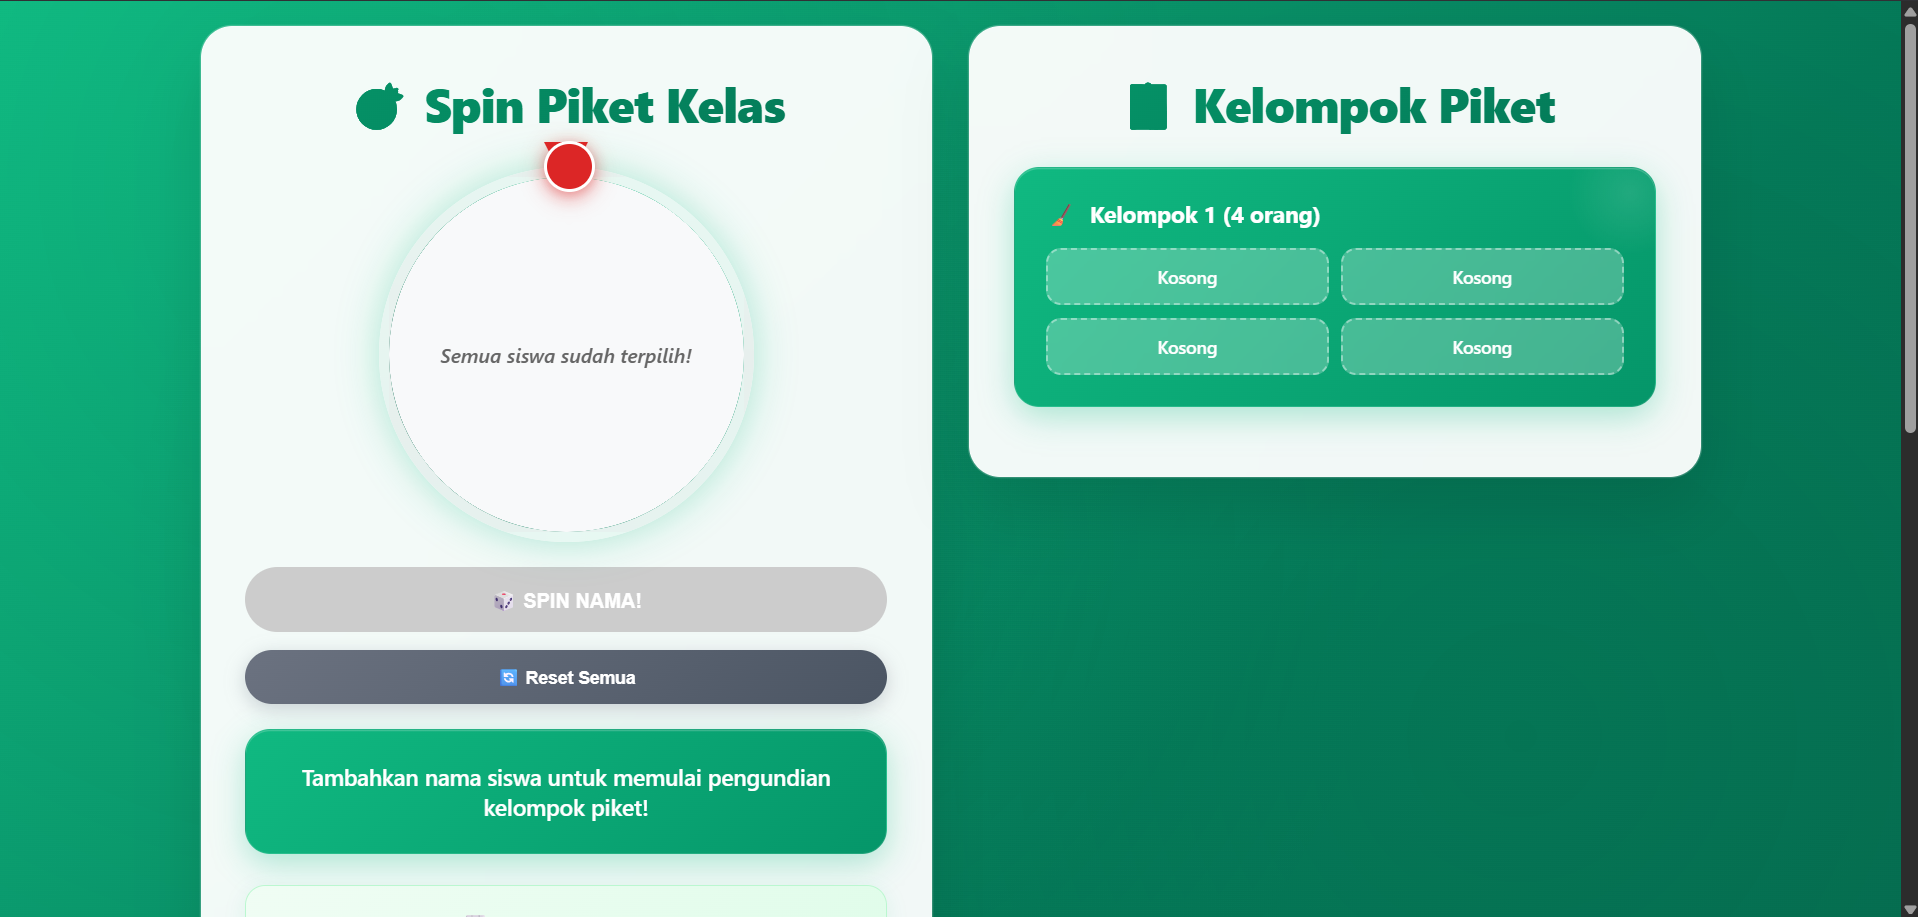 Spin Piket Kelas
Semua siswa sudah terpilih!
SPIN NAMA!
Reset Semua
Tambahkan nama siswa untuk memulai pengundian
kelompok piket!
Kelompok Piket
Kelompok 1 (4 orang)
Kosong
Kosong
Kosong
Kosong